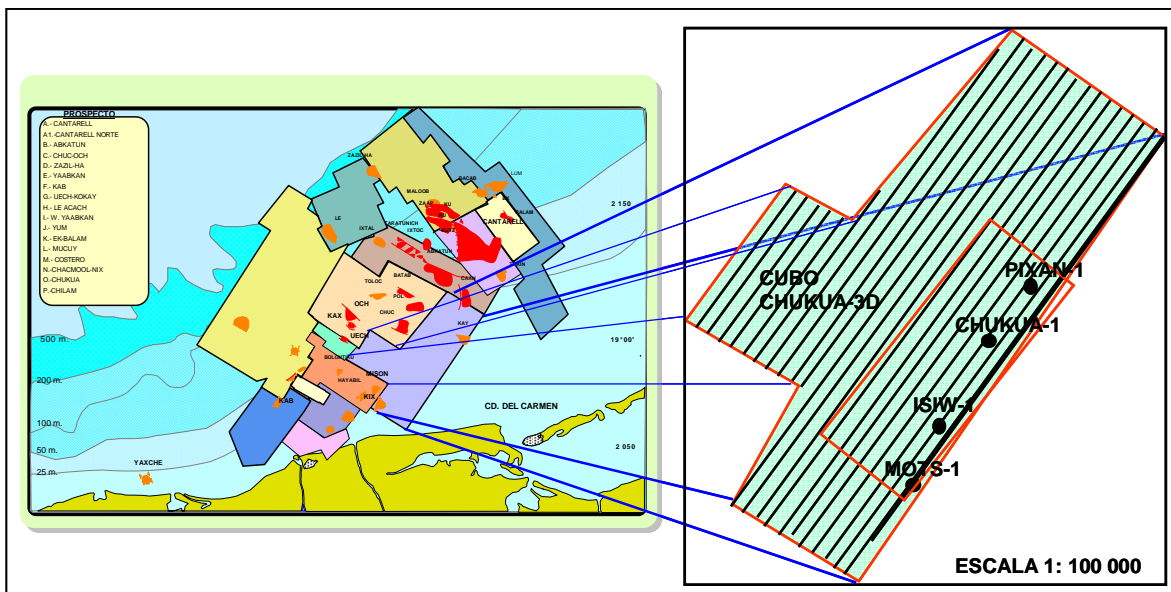 PROSPECTO
A.- CANTARELL
A1.-CANTARELL NORTE
B.- ABKATUN
C.- CHUC-OCH
D.- ZAZIL-HA
E.- YAABKAN
F.- KAB
G.- UECH-KOKAY
H.- LE ACACH
I.- W. YAABKAN
J.- YUM
K.- EK-BALAM
L.- MUCUY
M.- COSTERO
N.-CHACMOOL-NIX
O.-CHUKUA
P.-CHILAM
ZAZIL-HA
LUM
BACAB
MALOOB
ZAAP
KU
LE
BALAM
2 150
CANTARELL
TARATUNICH
IXTAL
IXTOC
ABKATUN
BATAB
TOLOC
CAAN
OCH
POL
KAX
CHUC
KAY
UECH
500 m.
19°00'
BOLONTIKU
MISON
200 m.
HAYABIL
KIX
KAB
CD. DEL CARMEN
100 m.
2 050
50 m.
YAXCHE
25 m.
CUBO
CHUKUA-3D
PIXAN-1
CHUKUA-1
ISIW-1
MOTS-1
ESCALA 1: 100 000